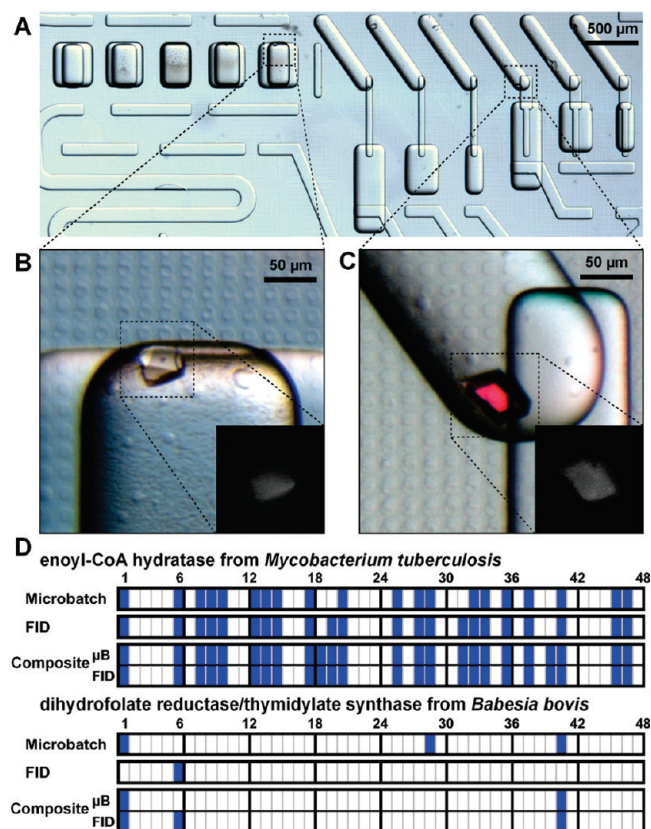 A
500 µm
B
50 µm
C
50 µm
D
enoyl-CoA hydratase from Mycobacterium tuberculosis
1 6 12 18 24 30 36 42 48
Microbatch
FID
Composite µB
FID
dihydrofolate reductase/thymidylate synthase from Babesia bovis
1 6 12 18 24 30 36 42 48
Microbatch
FID
Composite µB
FID